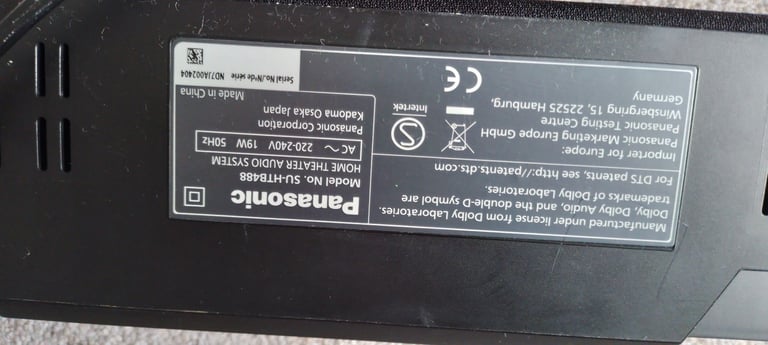 Panasonic
Model No. SU-HTB488
HOME THEATER AUDIO SYSTEM
AC ～ 220-240V 19W 50Hz
Panasonic Corporation
Kadoma Osaka Japan
Made in China
Serial No./Nºde série
ND7JA002404
Manufactured under license from Dolby Laboratories.
Dolby, Dolby Audio, and the double-D symbol are
trademarks of Dolby Laboratories.
For DTS patents, see http://patents.dts.com.
Importer for Europe:
Panasonic Marketing Europe GmbH
Panasonic Testing Centre
Winsbergring 15, 22525 Hamburg,
Germany
S
Intertek
CE